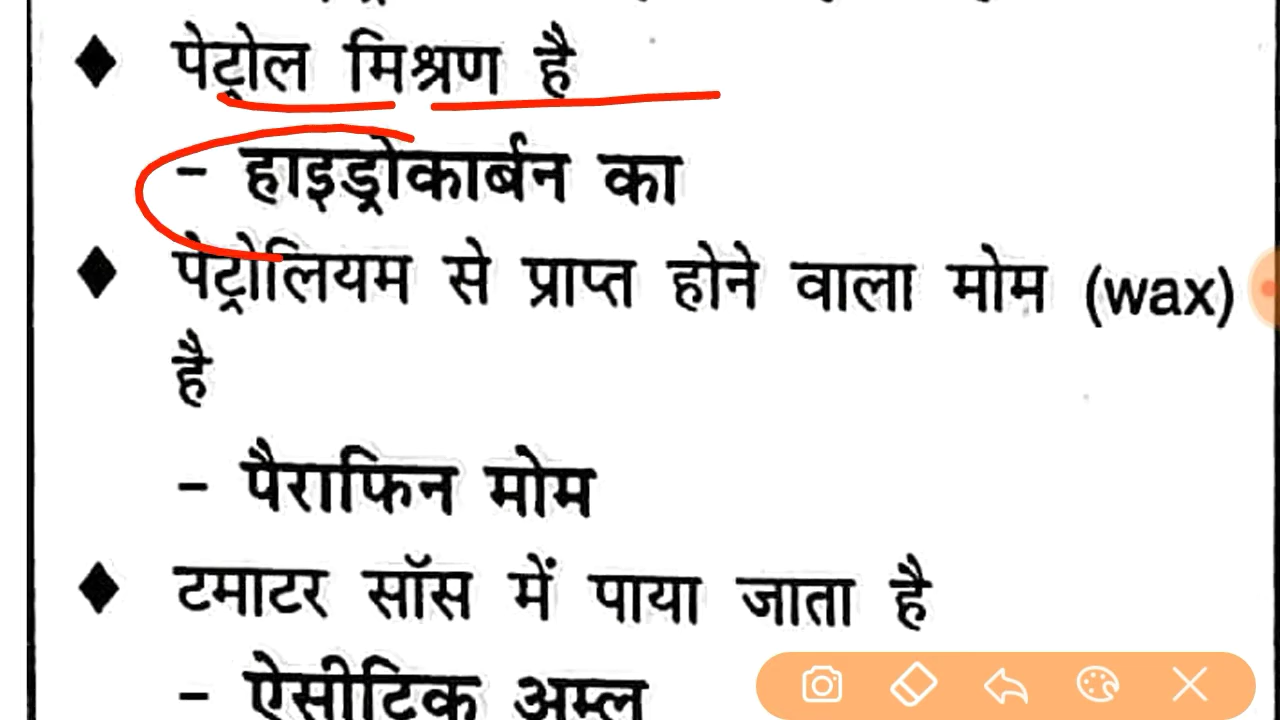 ♦ पेट्रोल मिश्रण है
– हाइड्रोकार्बन का
♦ पेट्रोलियम से प्राप्त होने वाला मोम (wax)
है
– पैराफिन मोम
♦ टमाटर सॉस में पाया जाता है
– ऐसीटिक अम्ल